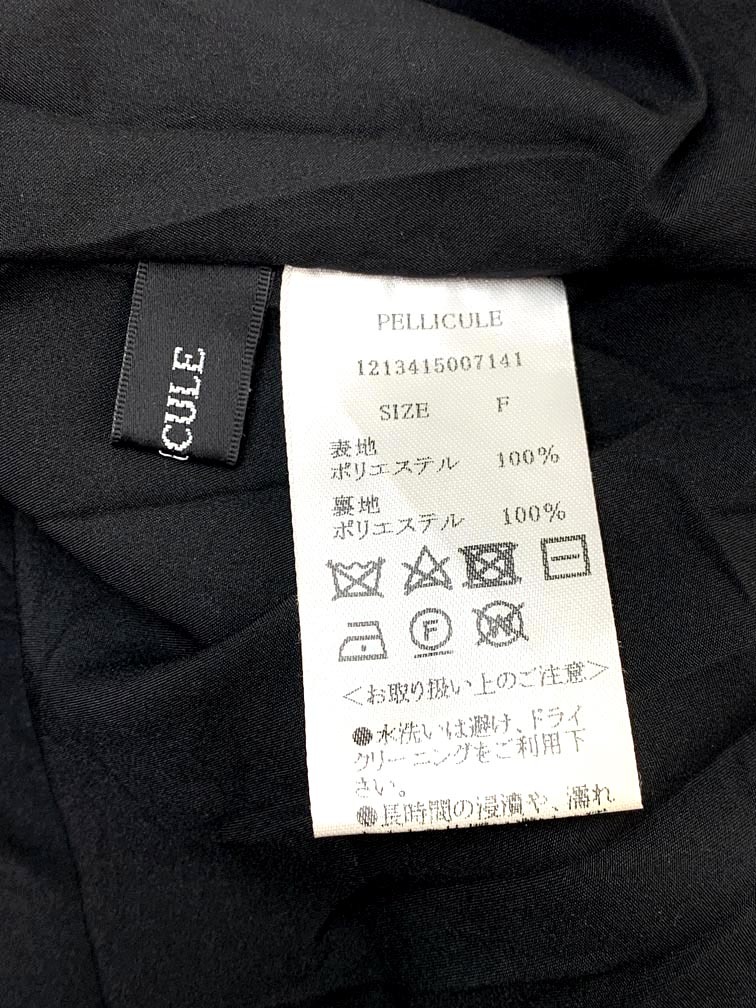 CULE
PELLICULE
1213415007141
SIZE F
表地
ポリエステル 100%
裏地
ポリエステル 100%
F
W
<お取り扱い上のご注意>
●水洗いは避け、ドライ
クリーニングをご利用下
さい。
●長時間の浸漬や、濡れ